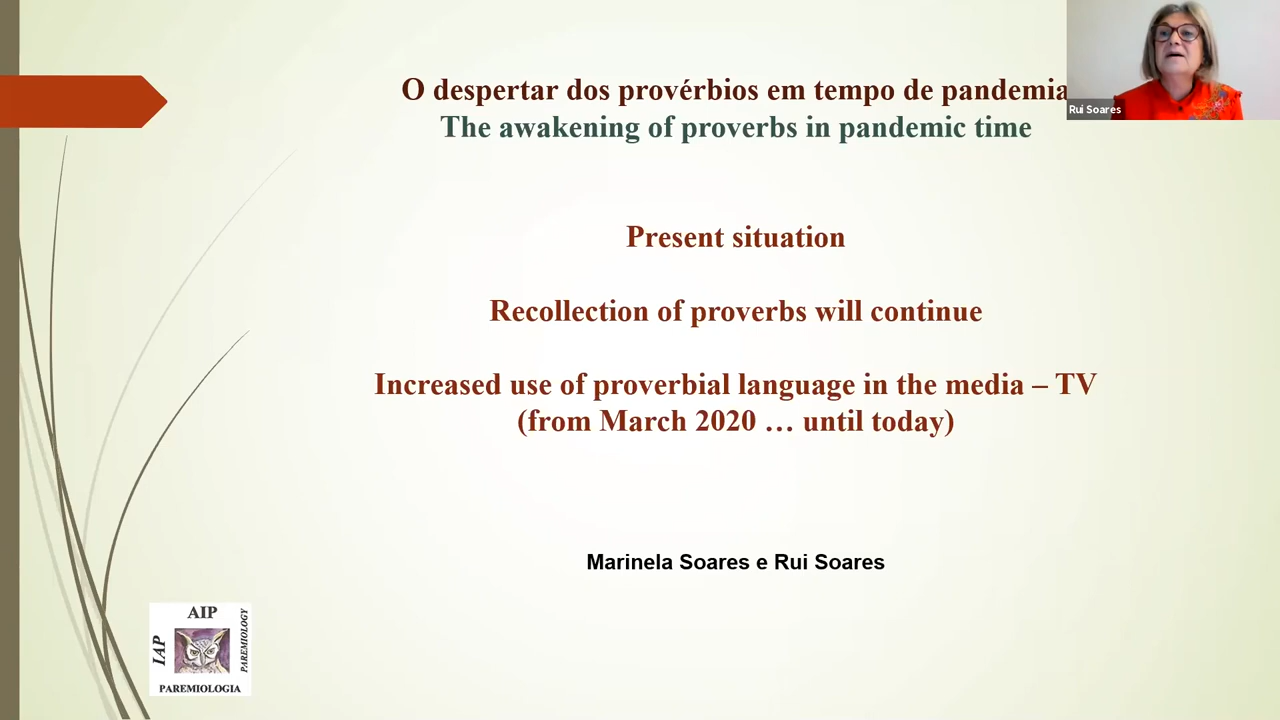 O despertar dos provérbios em tempo de pandemia
The awakening of proverbs in pandemic time
Rui Soares
Present situation
Recollection of proverbs will continue
Increased use of proverbial language in the media – TV
(from March 2020 … until today)
Marinela Soares e Rui Soares
AIP
IAP
PAREMIOLOGY
PAREMIOLOGIA